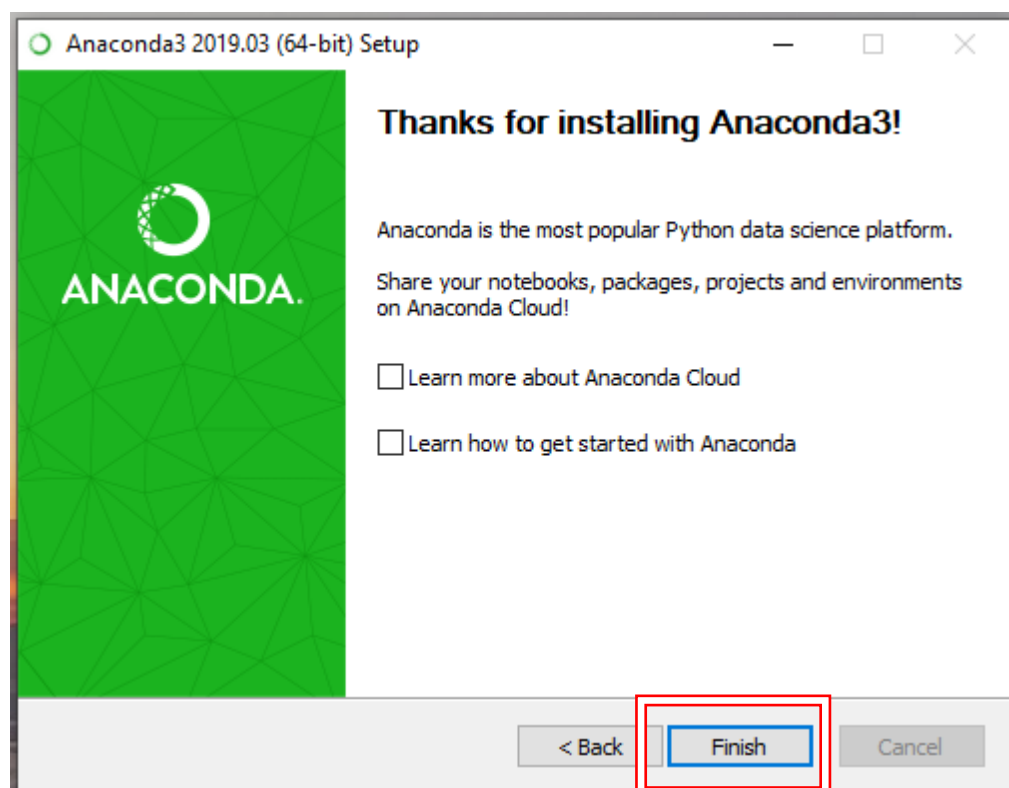 Anaconda3 2019.03 (64-bit) Setup
Thanks for installing Anaconda3!
ANACONDA.
Anaconda is the most popular Python data science platform.
Share your notebooks, packages, projects and environments
on Anaconda Cloud!
Learn more about Anaconda Cloud
Learn how to get started with Anaconda
< Back
Finish
Cancel